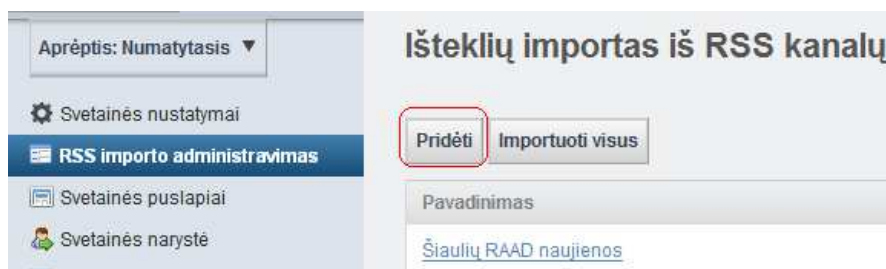 Aprėptis: Numatytasis ▼
Svetainės nustatymai
RSS importo administravimas
Svetainės puslapiai
Svetainės narystė
Išteklių importas iš RSS kanalų
Pridėti Importuoti visus
Pavadinimas
Šiaulių RAAD naujienos